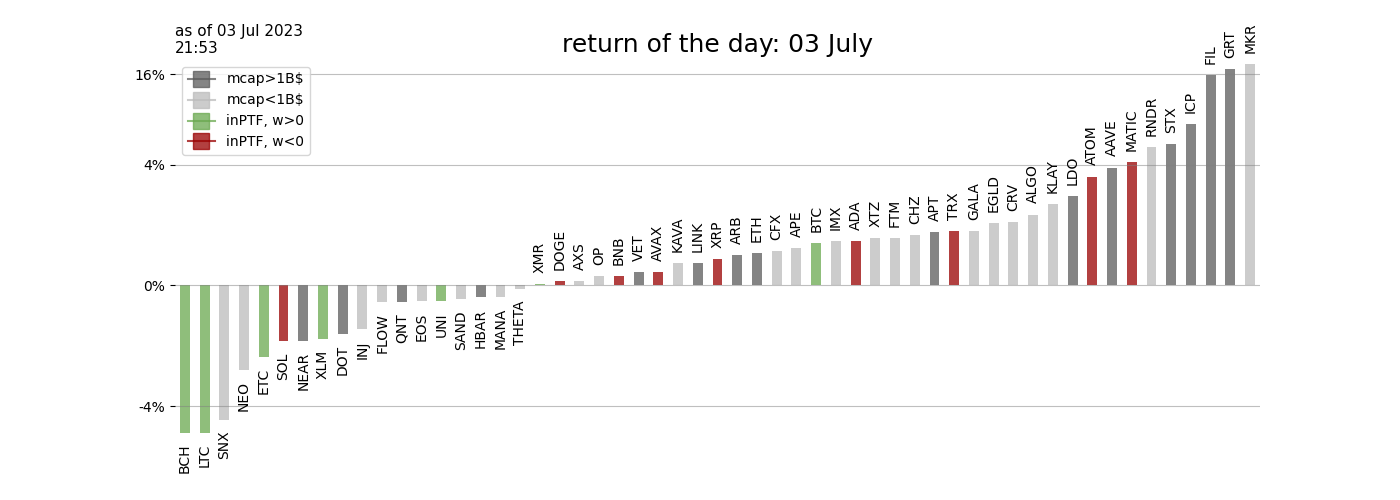 as of 03 Jul 2023
21:53
return of the day: 03 July
mcap>1B$
mcap<1B$
inPTF, w>0
inPTF, w<0
16%
4%
0%
-4%
BCH
LTC
SNX
NEO
ETC
SOL
NEAR
XLM
DOT
INJ
FLOW
QNT
EOS
UNI
SAND
HBAR
MANA
THETA
XMR
DOGE
AXS
OP
BNB
VET
AVAX
KAVA
LINK
XRP
ARB
ETH
CFX
APE
BTC
IMX
ADA
XTZ
FTM
CHZ
APT
TRX
GALA
EGLD
CRV
ALGO
KLAY
LDO
ATOM
AAVE
MATIC
RNDR
STX
ICP
FIL
GRT
MKR